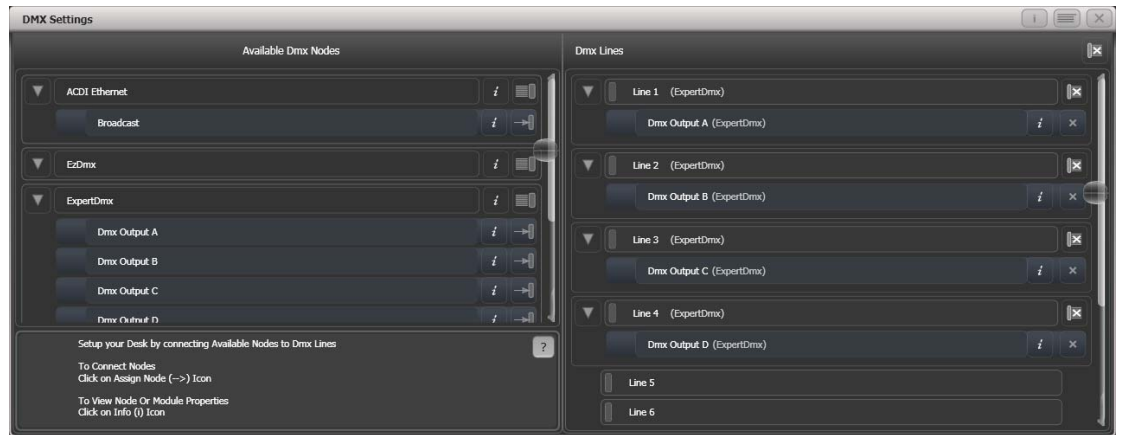 DMX Settings
Available Dmx Nodes
ACDI Ethernet
Broadcast
EzDmx
ExpertDmx
Dmx Output A
Dmx Output B
Dmx Output C
Dmx Output D
Setup your Desk by connecting Available Nodes to Dmx Lines
To Connect Nodes
Click on Assign Node (-->) Icon
To View Node Or Module Properties
Click on Info (i) Icon
?
Dmx Lines
Line 1 (ExpertDmx)
Dmx Output A (ExpertDmx)
Line 2 (ExpertDmx)
Dmx Output B (ExpertDmx)
Line 3 (ExpertDmx)
Dmx Output C (ExpertDmx)
Line 4 (ExpertDmx)
Dmx Output D (ExpertDmx)
Line 5
Line 6